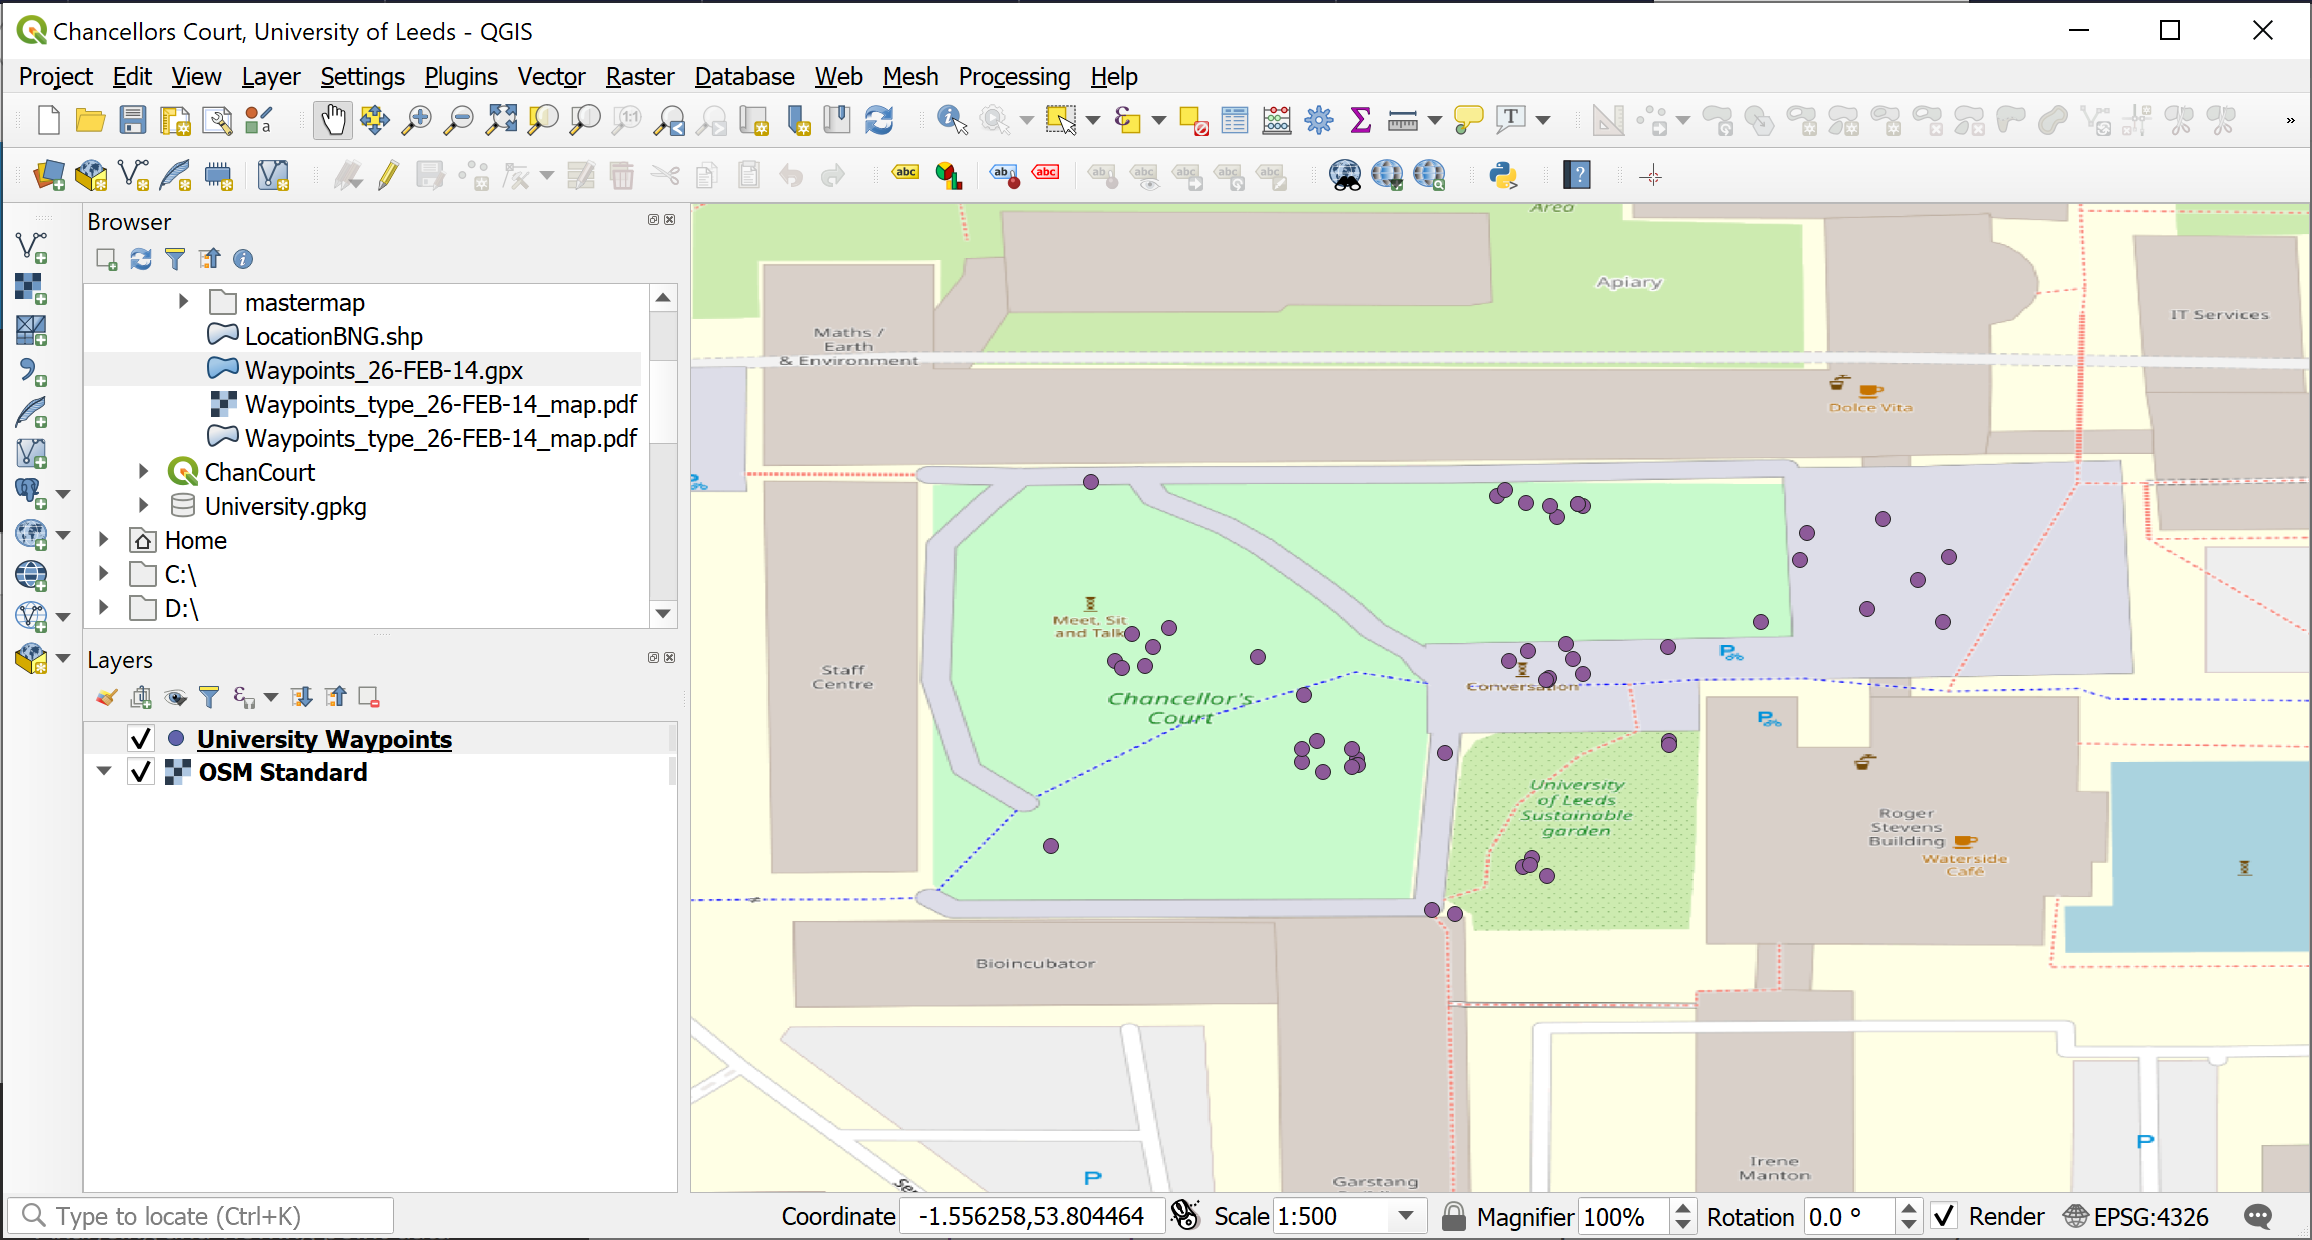 Chancellors Court, University of Leeds - QGIS
Project Edit View Layer Settings Plugins Vector Raster Database Web Mesh Processing Help
Browser
mastermap
LocationBNG.shp
Waypoints_26-FEB-14.gpx
Waypoints_type_26-FEB-14_map.pdf
Waypoints_type_26-FEB-14_map.pdf
ChanCourt
University.gpkg
Home
C:\
D:\
Layers
University Waypoints
OSM Standard
Area
Apiary
Maths /
Earth
& Environment
IT Services
Dolce Vita
Meet, Sit
and Talk
Staff
Centre
Chancellor's
Court
Conversation
University
of Leeds
Sustainable
garden
Roger
Stevens
Building
Waterside
Café
Bioincubator
Garstang
Irene
Manton
P
P
Type to locate (Ctrl+K)
Coordinate -1.556258,53.804464 Scale 1:500 Magnifier 100% Rotation 0.0 ° Render EPSG:4326